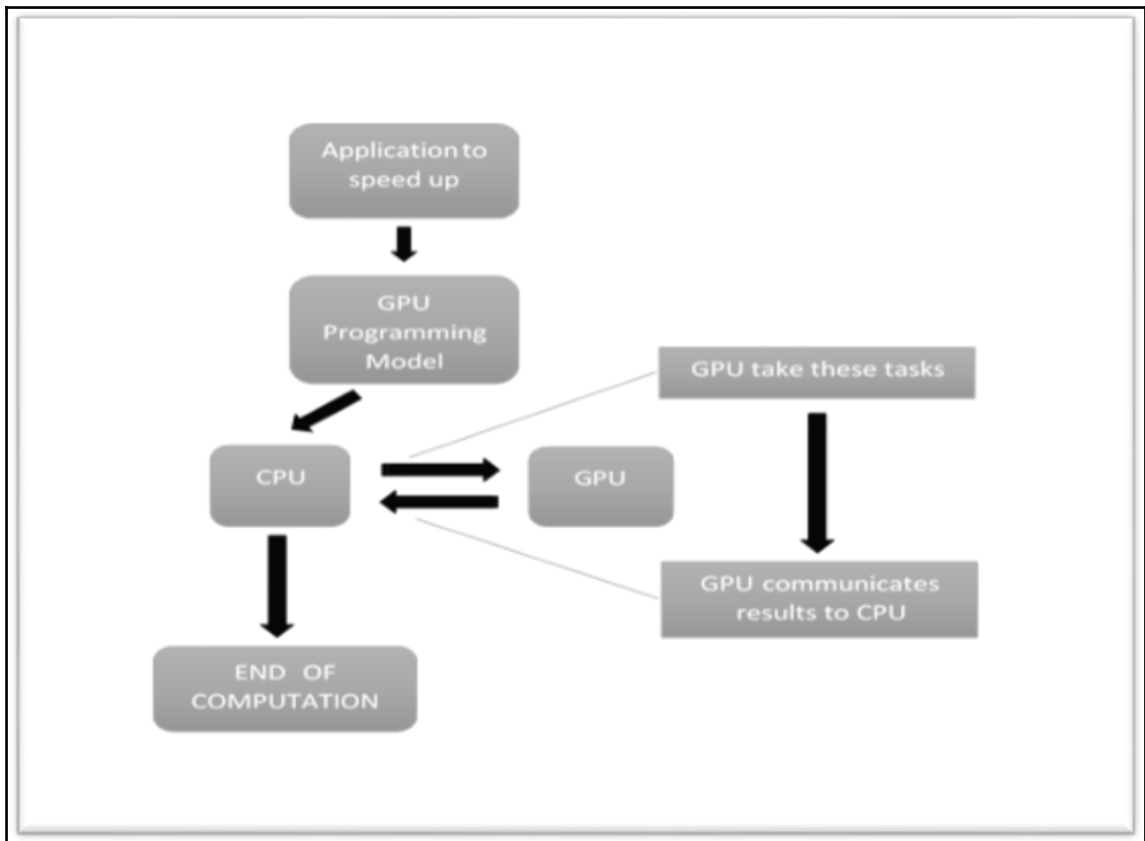 Application to
speed up
GPU
Programming
Model
GPU take these tasks
CPU
GPU
GPU communicates
results to CPU
END OF
COMPUTATION